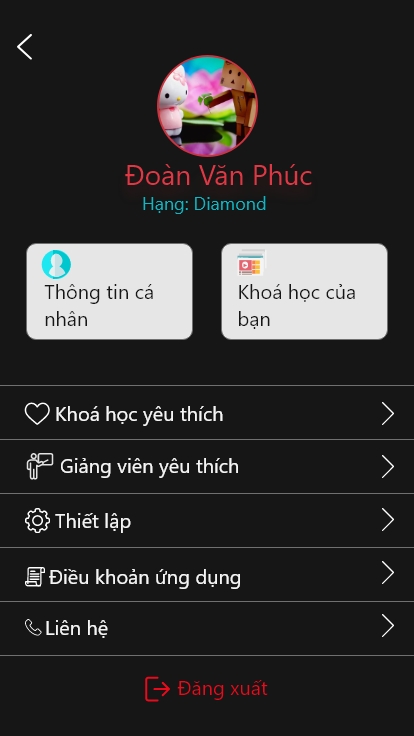 Đoàn Văn Phúc
Hạng: Diamond
Thông tin cá
nhân
Khoá học của
bạn
Khoá học yêu thích
Giảng viên yêu thích
Thiết lập
Điều khoản ứng dụng
Liên hệ
Đăng xuất